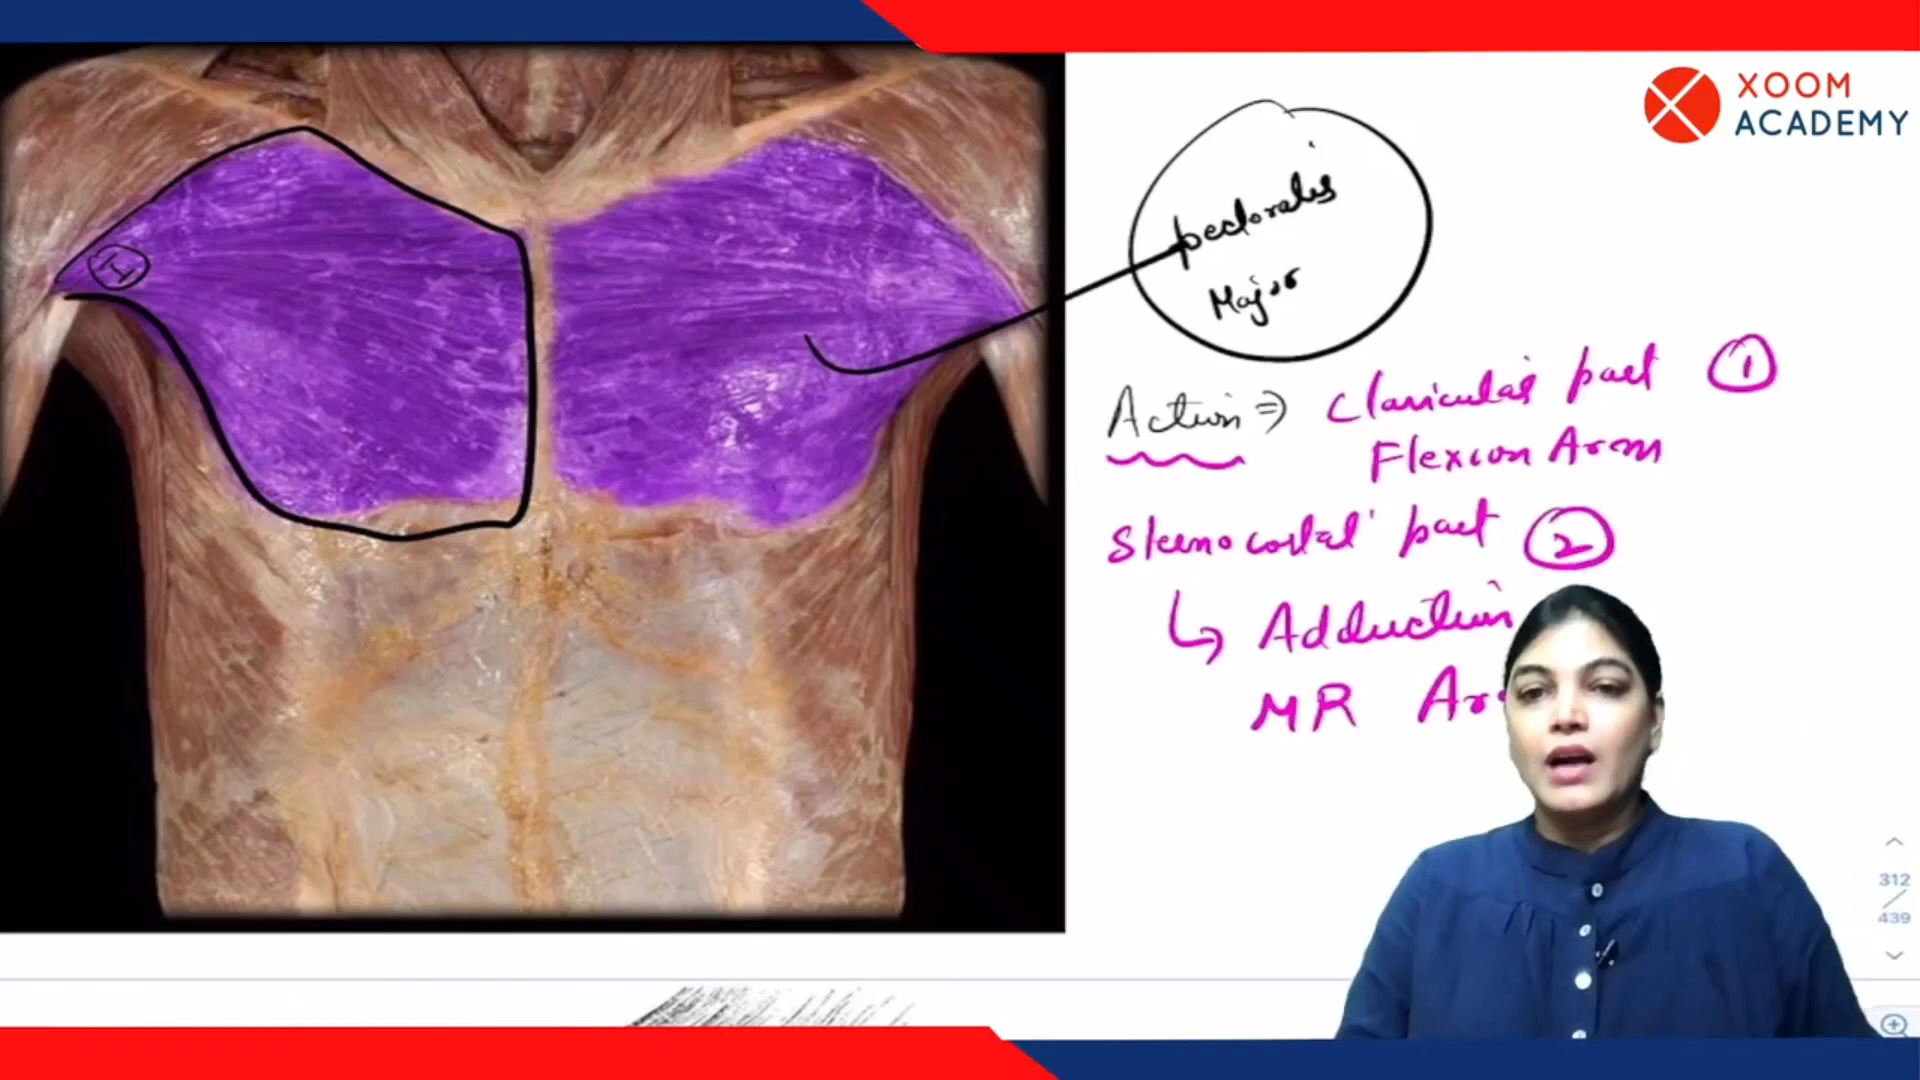 XOOM
ACADEMY
I
pectoralis
Major
Action ⇒ Clavicular part ①
Flexion Arm
Sternocostal part ②
↳ Adduction
MR
312
/
439